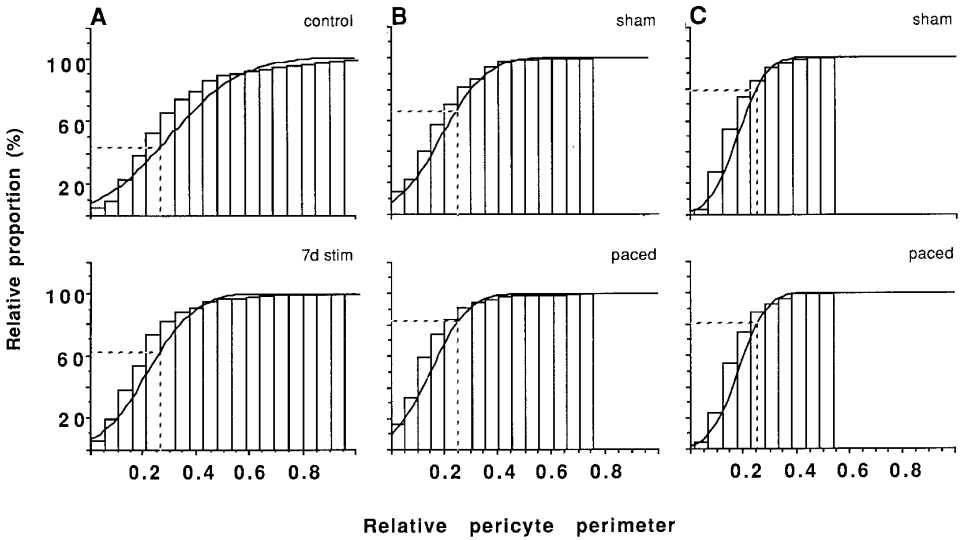 A
control
B
sham
C
sham
100
60
20
7d stim
paced
paced
100
60
20
0.2 0.4 0.6 0.8
0.2 0.4 0.6 0.8
0.2 0.4 0.6 0.8
Relative proportion (%)
Relative pericyte perimeter